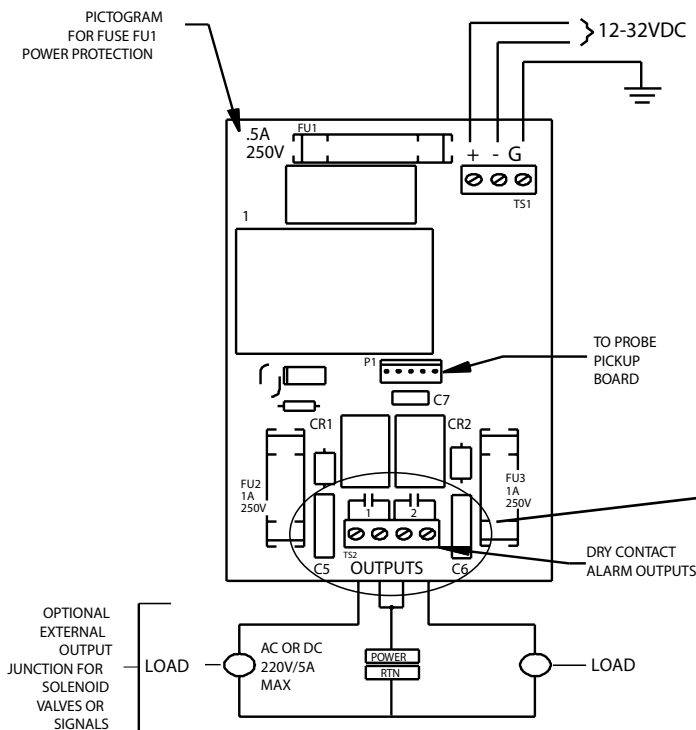 PICTOGRAM
FOR FUSE FU1
POWER PROTECTION
12-32VDC
.5A
250V
FU1
+ - G
TS1
1
P1
TO PROBE
PICKUP
BOARD
C7
CR1
CR2
FU2
1A
250V
FU3
1A
250V
1
2
TS2
C5
OUTPUTS
C6
DRY CONTACT
ALARM OUTPUTS
OPTIONAL
EXTERNAL
OUTPUT
JUNCTION FOR
SOLENOID
VALVES OR
SIGNALS
LOAD
AC OR DC
220V/5A
MAX
POWER
RTN
LOAD